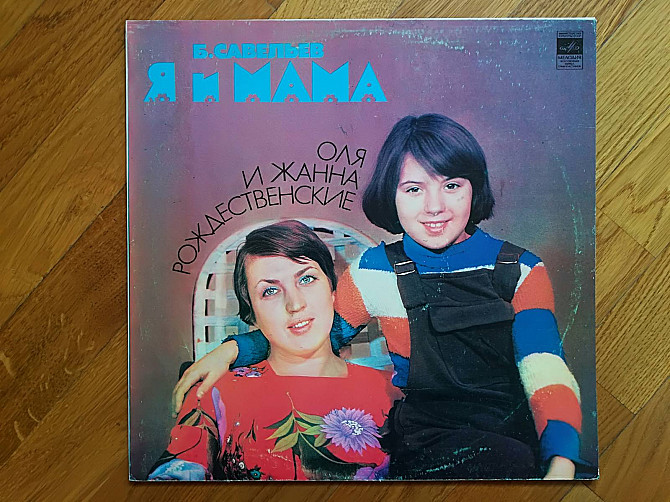 Б. САВЕЛЬЕВ
Я И МАМА
МЕЛОДИЯ
ОЛЯ
И ЖАННА
РОЖДЕСТВЕНСКИЕ